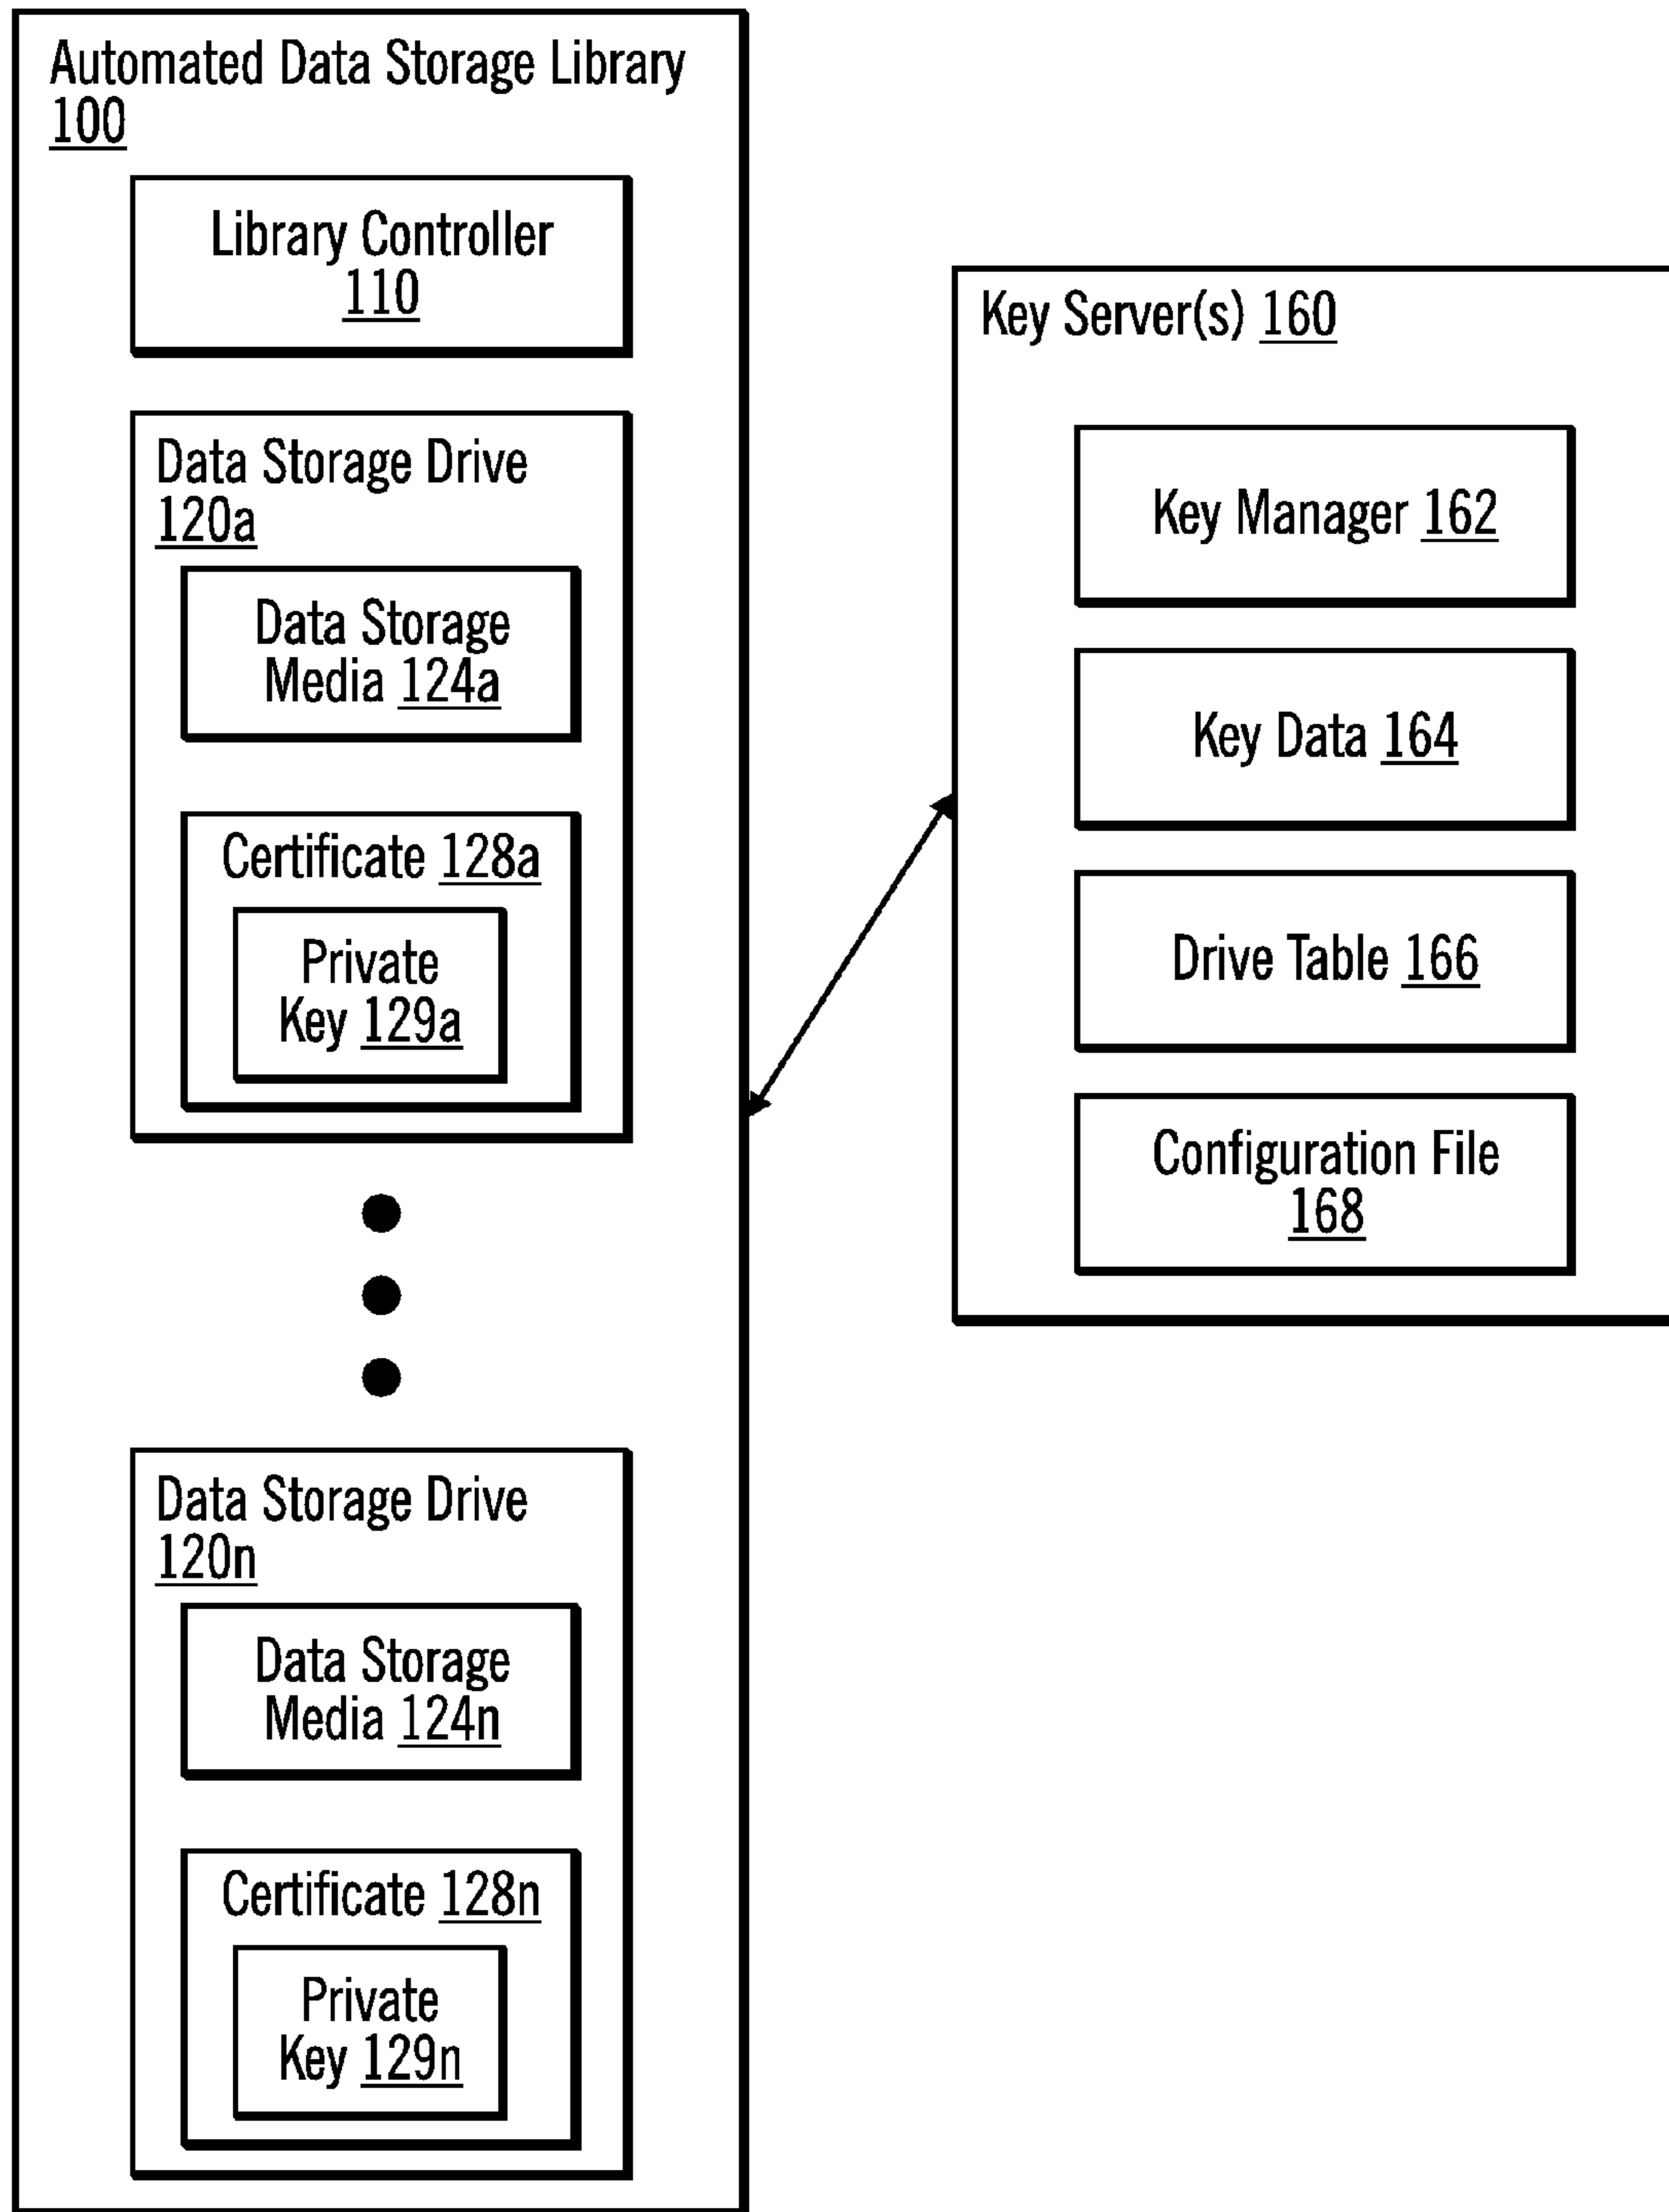 Automated Data Storage Library
100
Library Controller
110
Data Storage Drive
120a
Data Storage
Media 124a
Certificate 128a
Private
Key 129a
Data Storage Drive
120n
Data Storage
Media 124n
Certificate 128n
Private
Key 129n
Key Server(s) 160
Key Manager 162
Key Data 164
Drive Table 166
Configuration File
168